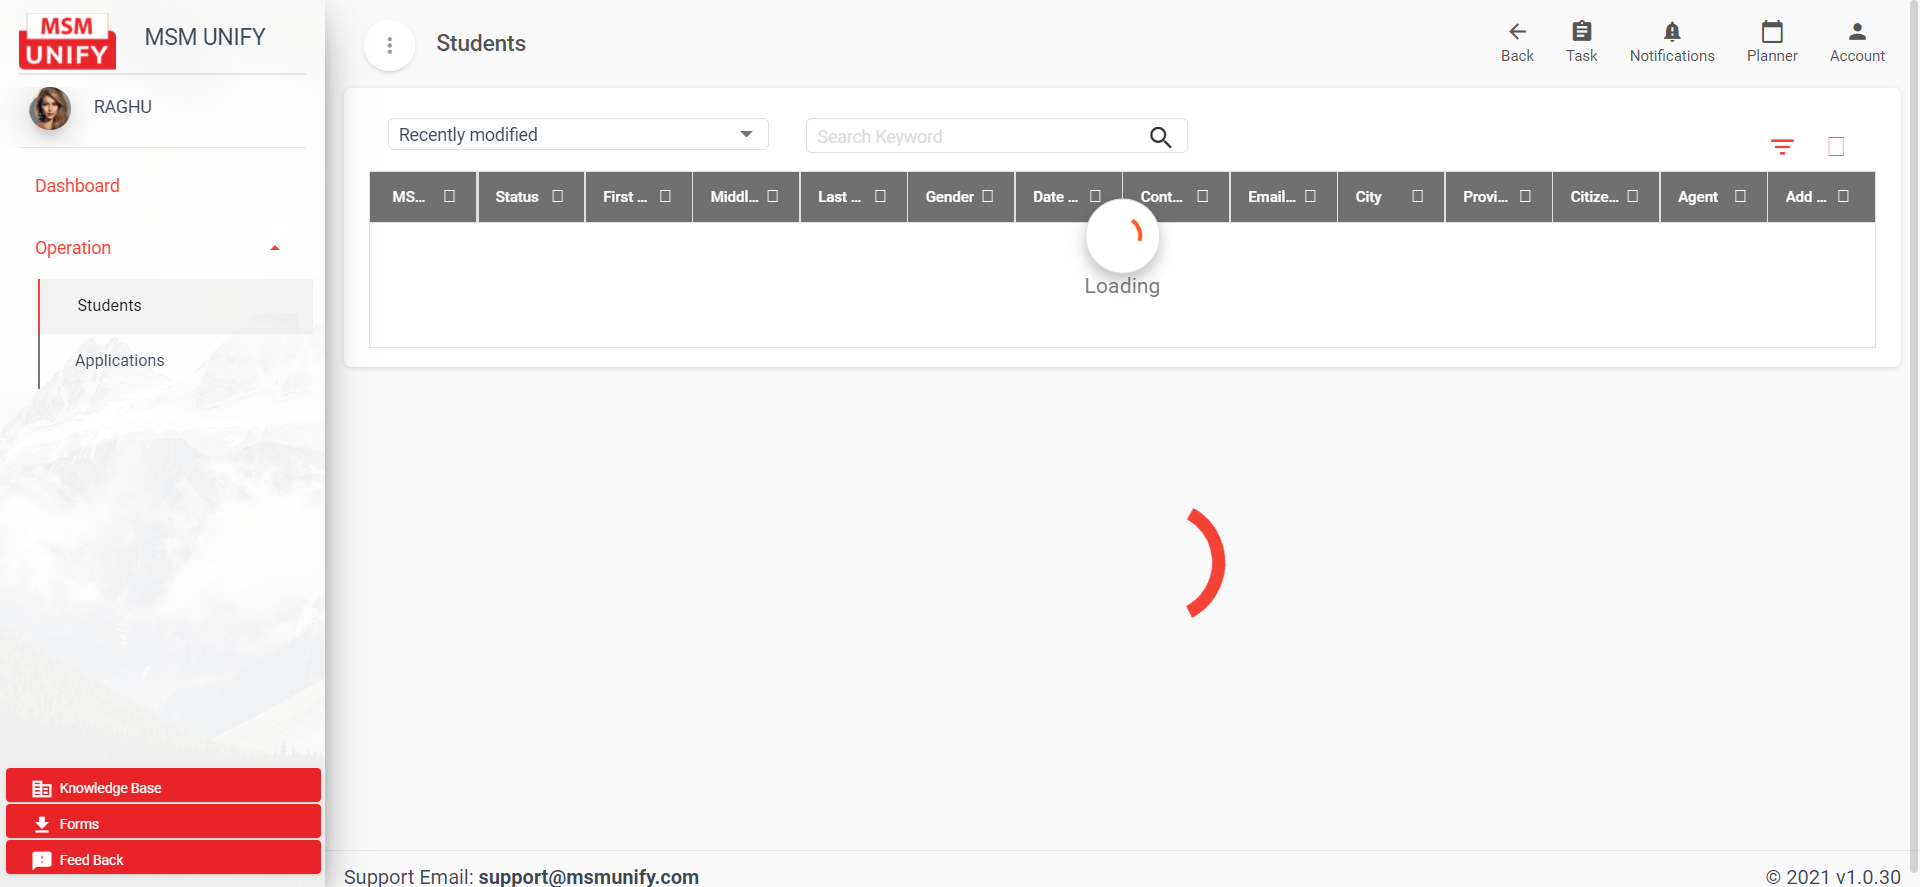 MSM
UNIFY
MSM UNIFY
RAGHU
Dashboard
Operation
Students
Applications
Knowledge Base
Forms
Feed Back
Students
Back
Task
Notifications
Planner
Account
Recently modified
Search Keyword
MS...
Status
First ...
Middl...
Last ...
Gender
Date ...
Cont...
Email...
City
Provi...
Citize...
Agent
Add ...
Loading
Support Email: support@msmunify.com
© 2021 v1.0.30